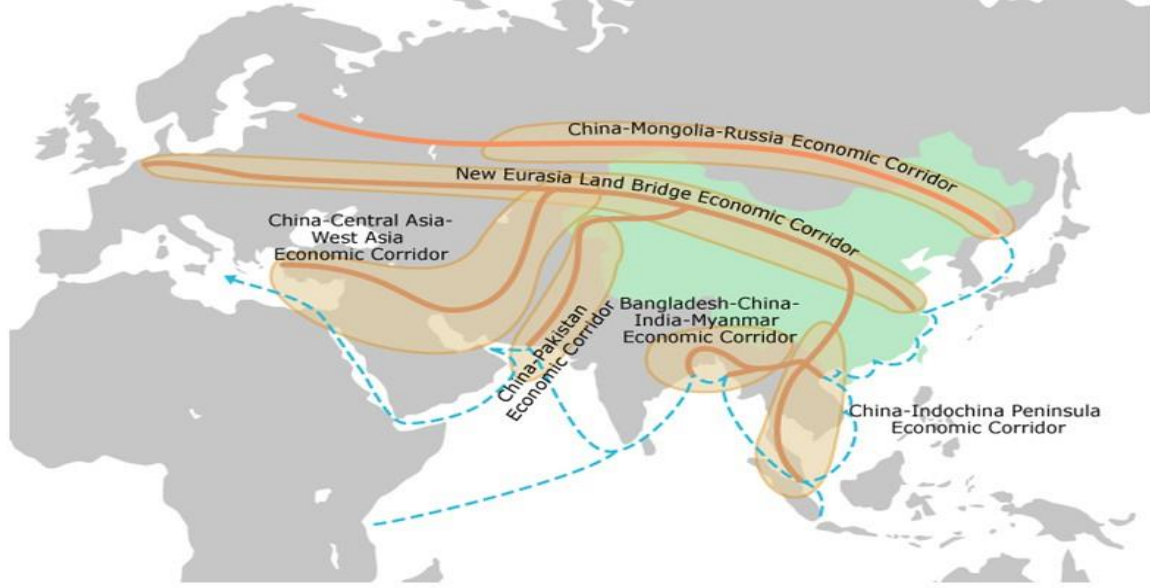 China-Mongolia-Russia Economic Corridor
New Eurasia Land Bridge Economic Corridor
China-Central Asia-
West Asia
Economic Corridor
China-Pakistan
Economic Corridor
Bangladesh-China-
India-Myanmar
Economic Corridor
China-Indochina Peninsula
Economic Corridor